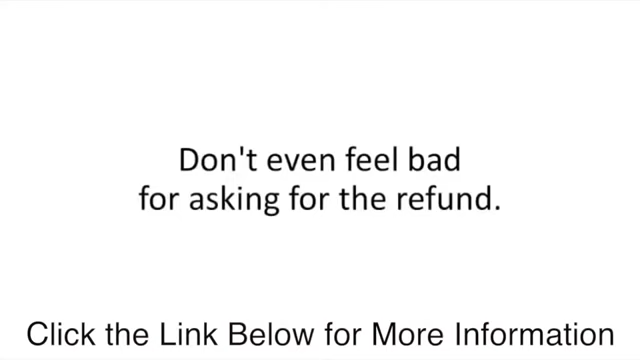 Don't even feel bad
for asking for the refund.
Click the Link Below for More Information